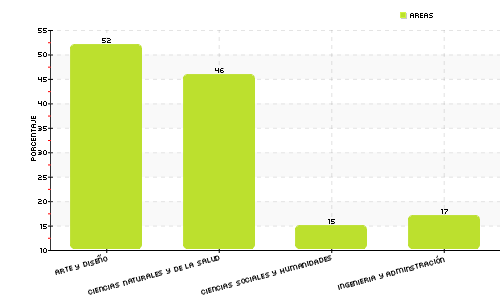 AREAS
PORCENTAJE
55
50
45
40
35
30
25
20
15
10
52
46
15
17
ARTE Y DISEÑO
CIENCIAS NATURALES Y DE LA SALUD
CIENCIAS SOCIALES Y HUMANIDADES
INGENIERIA Y ADMINSTRACIÓN